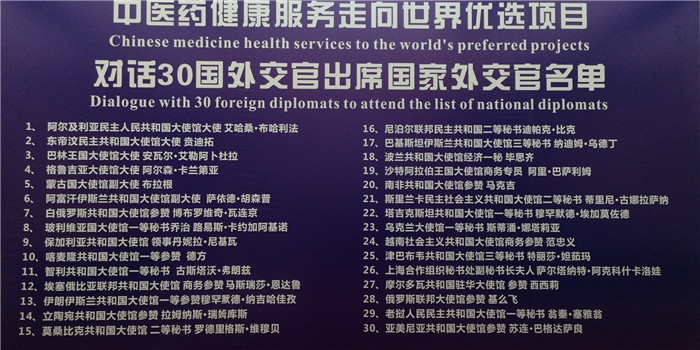 中医药健康服务走向世界优选项目
Chinese medicine health services to the world's preferred projects
对话30国外交官出席国家外交官名单
Dialogue with 30 foreign diplomats to attend the list of national diplomats
1、 阿尔及利亚民主人民共和国大使馆大使 艾哈桑·布哈利法
2、 东帝汶民主共和国大使馆大使 贲迪拓
3、 巴林王国大使馆大使 安瓦尔·艾勒阿卜杜拉
4、 格鲁吉亚大使馆大使 阿尔森·卡兰第亚
5、 蒙古国大使馆副大使 布拉根
6、 阿富汗伊斯兰共和国大使馆副大使 萨依德·胡森普
7、 白俄罗斯共和国大使馆参赞 博布罗维奇·瓦连京
8、 玻利维亚国大使馆一等秘书乔治 路易斯·卡约加阿基诺
9、 保加利亚共和国大使馆 领事丹妮拉·尼基瓦
10、 喀麦隆共和国大使馆一等参赞 德方
11、 智利共和国大使馆一等秘书 古斯塔沃·弗朗兹
12、 埃塞俄比亚联邦共和国大使馆 商务参赞 马斯瑞莎·恩达鲁
13、 伊朗伊斯兰共和国大使馆一等参赞穆罕默德·纳吉哈佳孜
14、 立陶宛大使馆参赞 拉姆纳斯·瑞姆库斯
15、 莫桑比克共和国大使馆 二等秘书 罗德里格斯·维穆贝
16、 尼泊尔联邦民主共和国二等秘书迪帕克·比克
17、 巴基斯坦伊斯兰共和国大使馆三等秘书 纳迪姆·乌德丁
18、 波兰共和国大使馆经济一秘 毕思齐
19、 沙特阿拉伯王国大使馆商务专员 阿里·巴萨利姆
20、 南非共和国大使馆参赞 马克吉
21、 斯里兰卡民主社会主义共和国大使馆二等秘书 蒂里尼·古娜拉萨纳
22、 塔吉克斯坦共和国大使馆一等秘书 穆罕默德·埃加莫佐德
23、 乌克兰大使馆一等秘书 斯蒂潘·娜塔莉亚
24、 越南社会主义共和国大使馆商务参赞 范忠义
25、 津巴布韦共和国大使馆三等秘书 特丽莎·妲茹玛
26、 上海合作组织秘书处副秘书长夫人 萨尔塔纳特·阿克科什卡洛娃
27、 摩尔多瓦共和国驻华大使馆 参赞 西西莉
28、 俄罗斯联邦大使馆参赞 基么飞
29、 老挝人民民主共和国大使馆一等秘书 翁秦·塞雅翁
30、 亚美尼亚共和国大使馆参赞 苏连·巴格达萨良